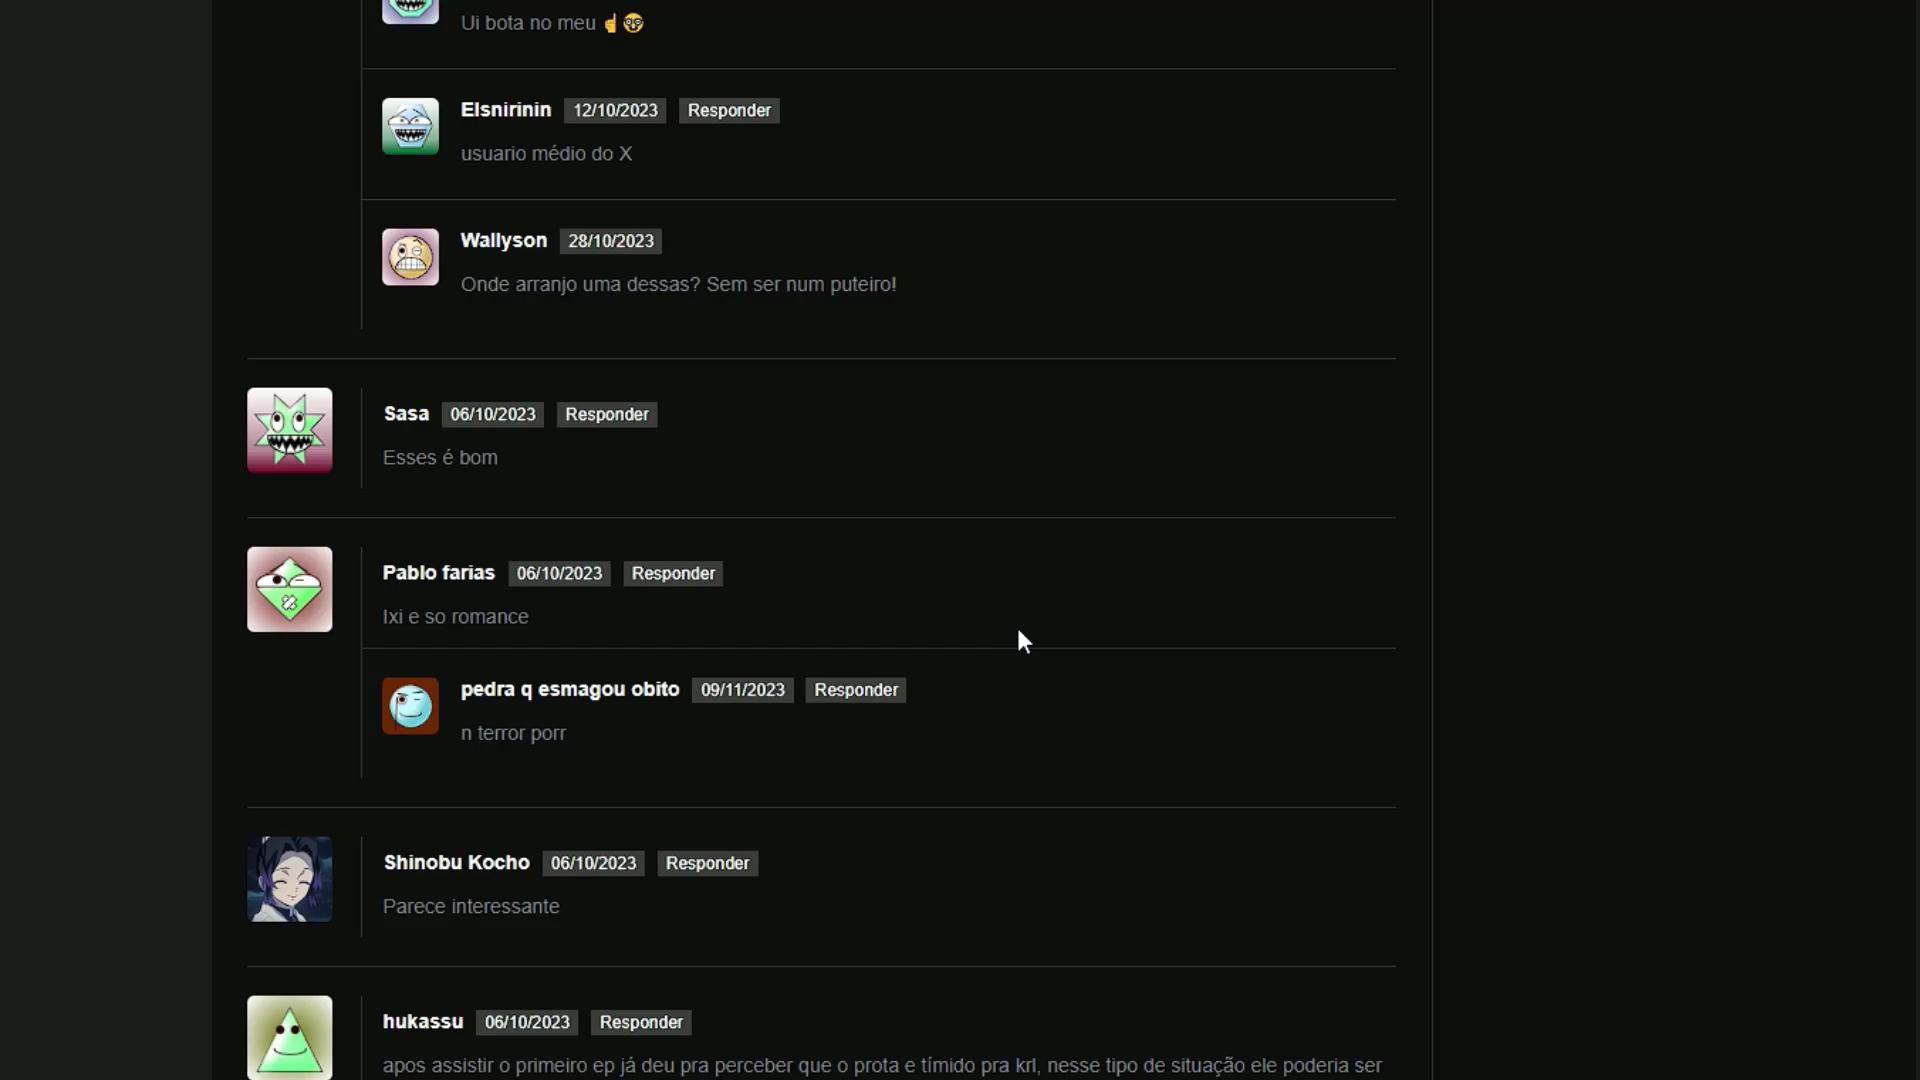 Ui bota no meu ☝🤓
Elsnirinin 12/10/2023 Responder
usuario médio do X
Wallyson 28/10/2023
Onde arranjo uma dessas? Sem ser num puteiro!
Sasa 06/10/2023 Responder
Esses é bom
Pablo farias 06/10/2023 Responder
Ixi e so romance
pedra q esmagou obito 09/11/2023 Responder
n terror porr
Shinobu Kocho 06/10/2023 Responder
Parece interessante
hukassu 06/10/2023 Responder
apos assistir o primeiro ep já deu pra perceber que o prota e tímido pra krl, nesse tipo de situação ele poderia ser